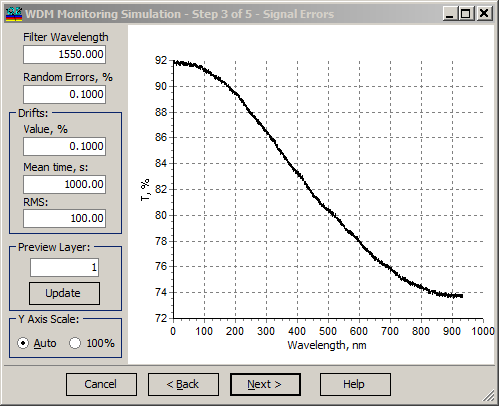 WDM Monitoring Simulation - Step 3 of 5 - Signal Errors
Filter Wavelength
1550.000
Random Errors, %
0.1000
Drifts:
Value, %
0.1000
Mean time, s:
1000.00
RMS:
100.00
Preview Layer:
1
Update
Y Axis Scale:
Auto 100%
T, %
92
90
88
86
84
82
80
78
76
74
72
0 100 200 300 400 500 600 700 800 900 1000
Wavelength, nm
Cancel < Back Next > Help